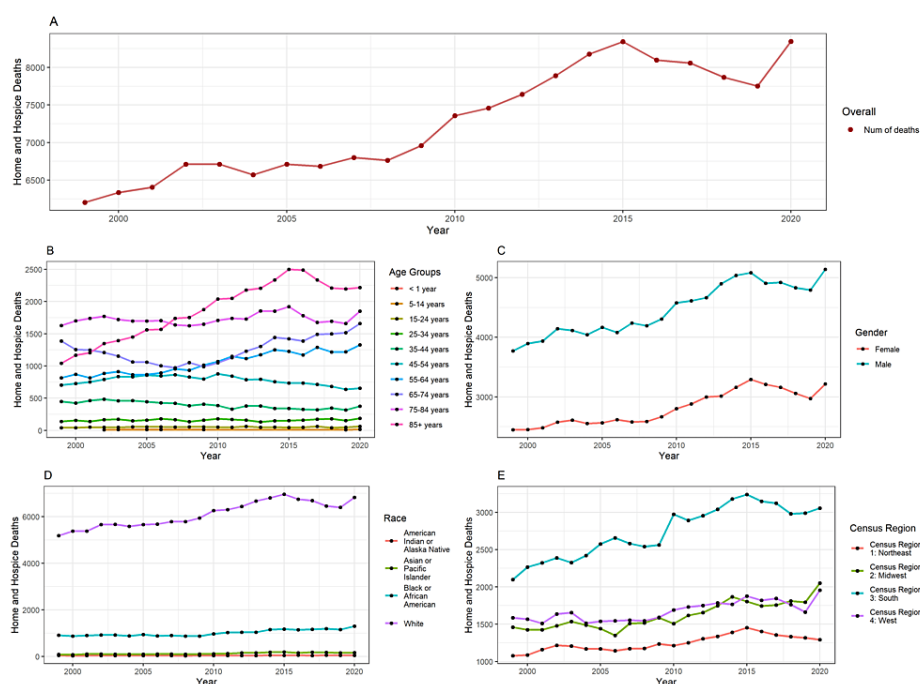 A
Home and Hospice Deaths
8000
7500
7000
6500
2000
2005
2010
2015
2020
Year
Overall
Num of deaths
B
Home and Hospice Deaths
2500
2000
1500
1000
500
0
2000
2005
2010
2015
2020
Year
Age Groups
< 1 year
5-14 years
15-24 years
25-34 years
35-44 years
45-54 years
55-64 years
65-74 years
75-84 years
85+ years
C
Home and Hospice Deaths
5000
4000
3000
2000
2005
2010
2015
2020
Year
Gender
Female
Male
D
Home and Hospice Deaths
6000
4000
2000
0
2000
2005
2010
2015
2020
Year
Race
American
Indian or
Alaska Native
Asian or
Pacific
Islander
Black or
African
American
White
E
Home and Hospice Deaths
3000
2500
2000
1500
1000
2000
2005
2010
2015
2020
Year
Census Region
Census Region
1: Northeast
Census Region
2: Midwest
Census Region
3: South
Census Region
4: West